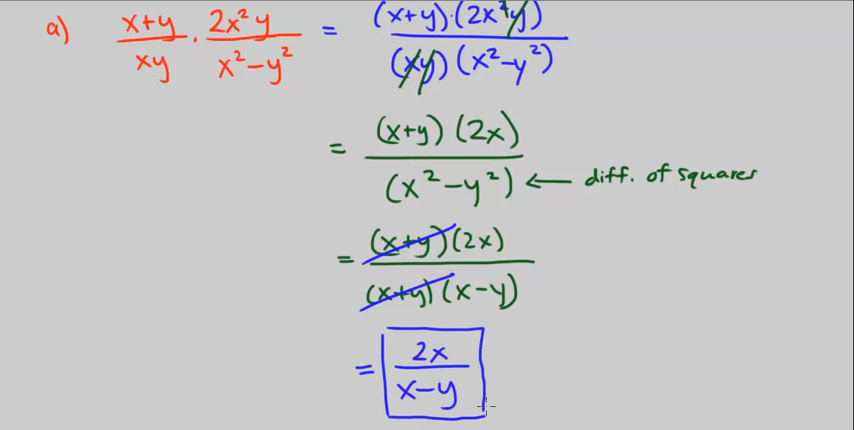 a) x+y / xy · 2x²y / x²−y² = (x+y)·(2x²y) / (xy)(x²−y²)
= (x+y)(2x) / (x²−y²) ← diff. of squares
= (x+y)(2x) / (x+y)(x−y)
= 2x / x−y